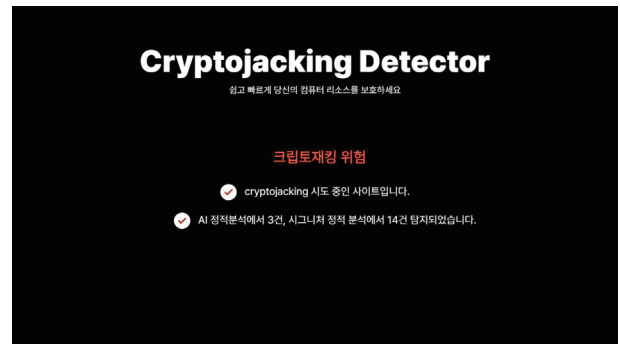 Cryptojacking Detector
쉽고 빠르게 당신의 컴퓨터 리소스를 보호하세요
크립토재킹 위험
cryptojacking 시도 중인 사이트입니다.
AI 정적분석에서 3건, 시그니처 정적 분석에서 14건 탐지되었습니다.